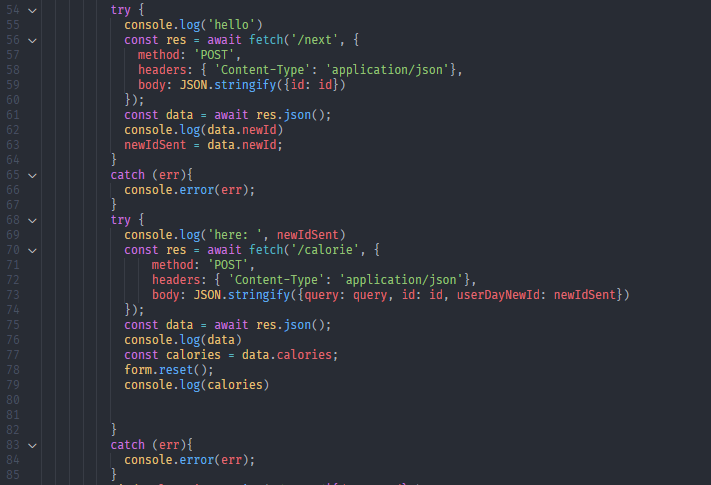 54 try {
55 console.log('hello')
56 const res = await fetch('/next', {
57 method: 'POST',
58 headers: { 'Content-Type': 'application/json'},
59 body: JSON.stringify({id: id})
60 });
61 const data = await res.json();
62 console.log(data.newId)
63 newIdSent = data.newId;
64 }
65 catch (err){
66 console.error(err);
67 }
68 try {
69 console.log('here: ', newIdSent)
70 const res = await fetch('/calorie', {
71 method: 'POST',
72 headers: { 'Content-Type': 'application/json'},
73 body: JSON.stringify({query: query, id: id, userDayNewId: newIdSent})
74 });
75 const data = await res.json();
76 console.log(data)
77 const calories = data.calories;
78 form.reset();
79 console.log(calories)
80
81
82 }
83 catch (err){
84 console.error(err);
85 }